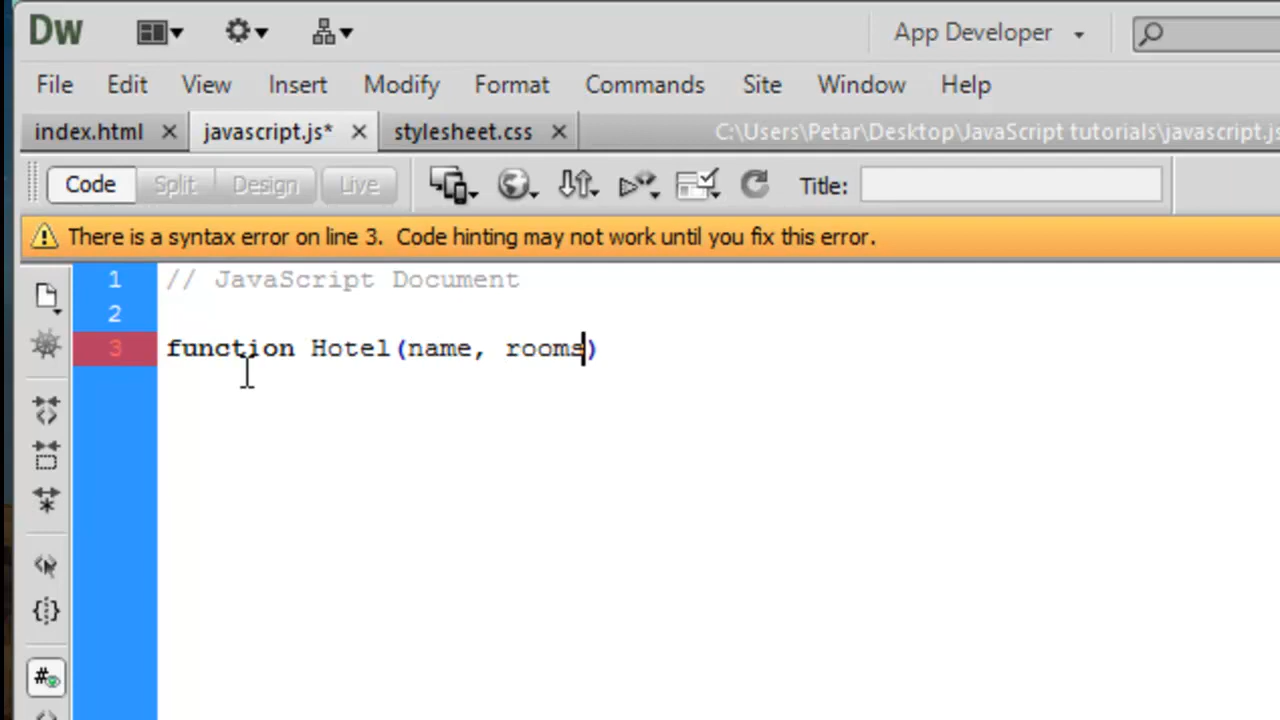 Dw App Developer
File Edit View Insert Modify Format Commands Site Window Help
index.html javascript.js* stylesheet.css C:\Users\Petar\Desktop\JavaScript tutorials\javascript.js
Code Split Design Live Title:
There is a syntax error on line 3. Code hinting may not work until you fix this error.
1 // JavaScript Document
2
3 function Hotel(name, rooms)